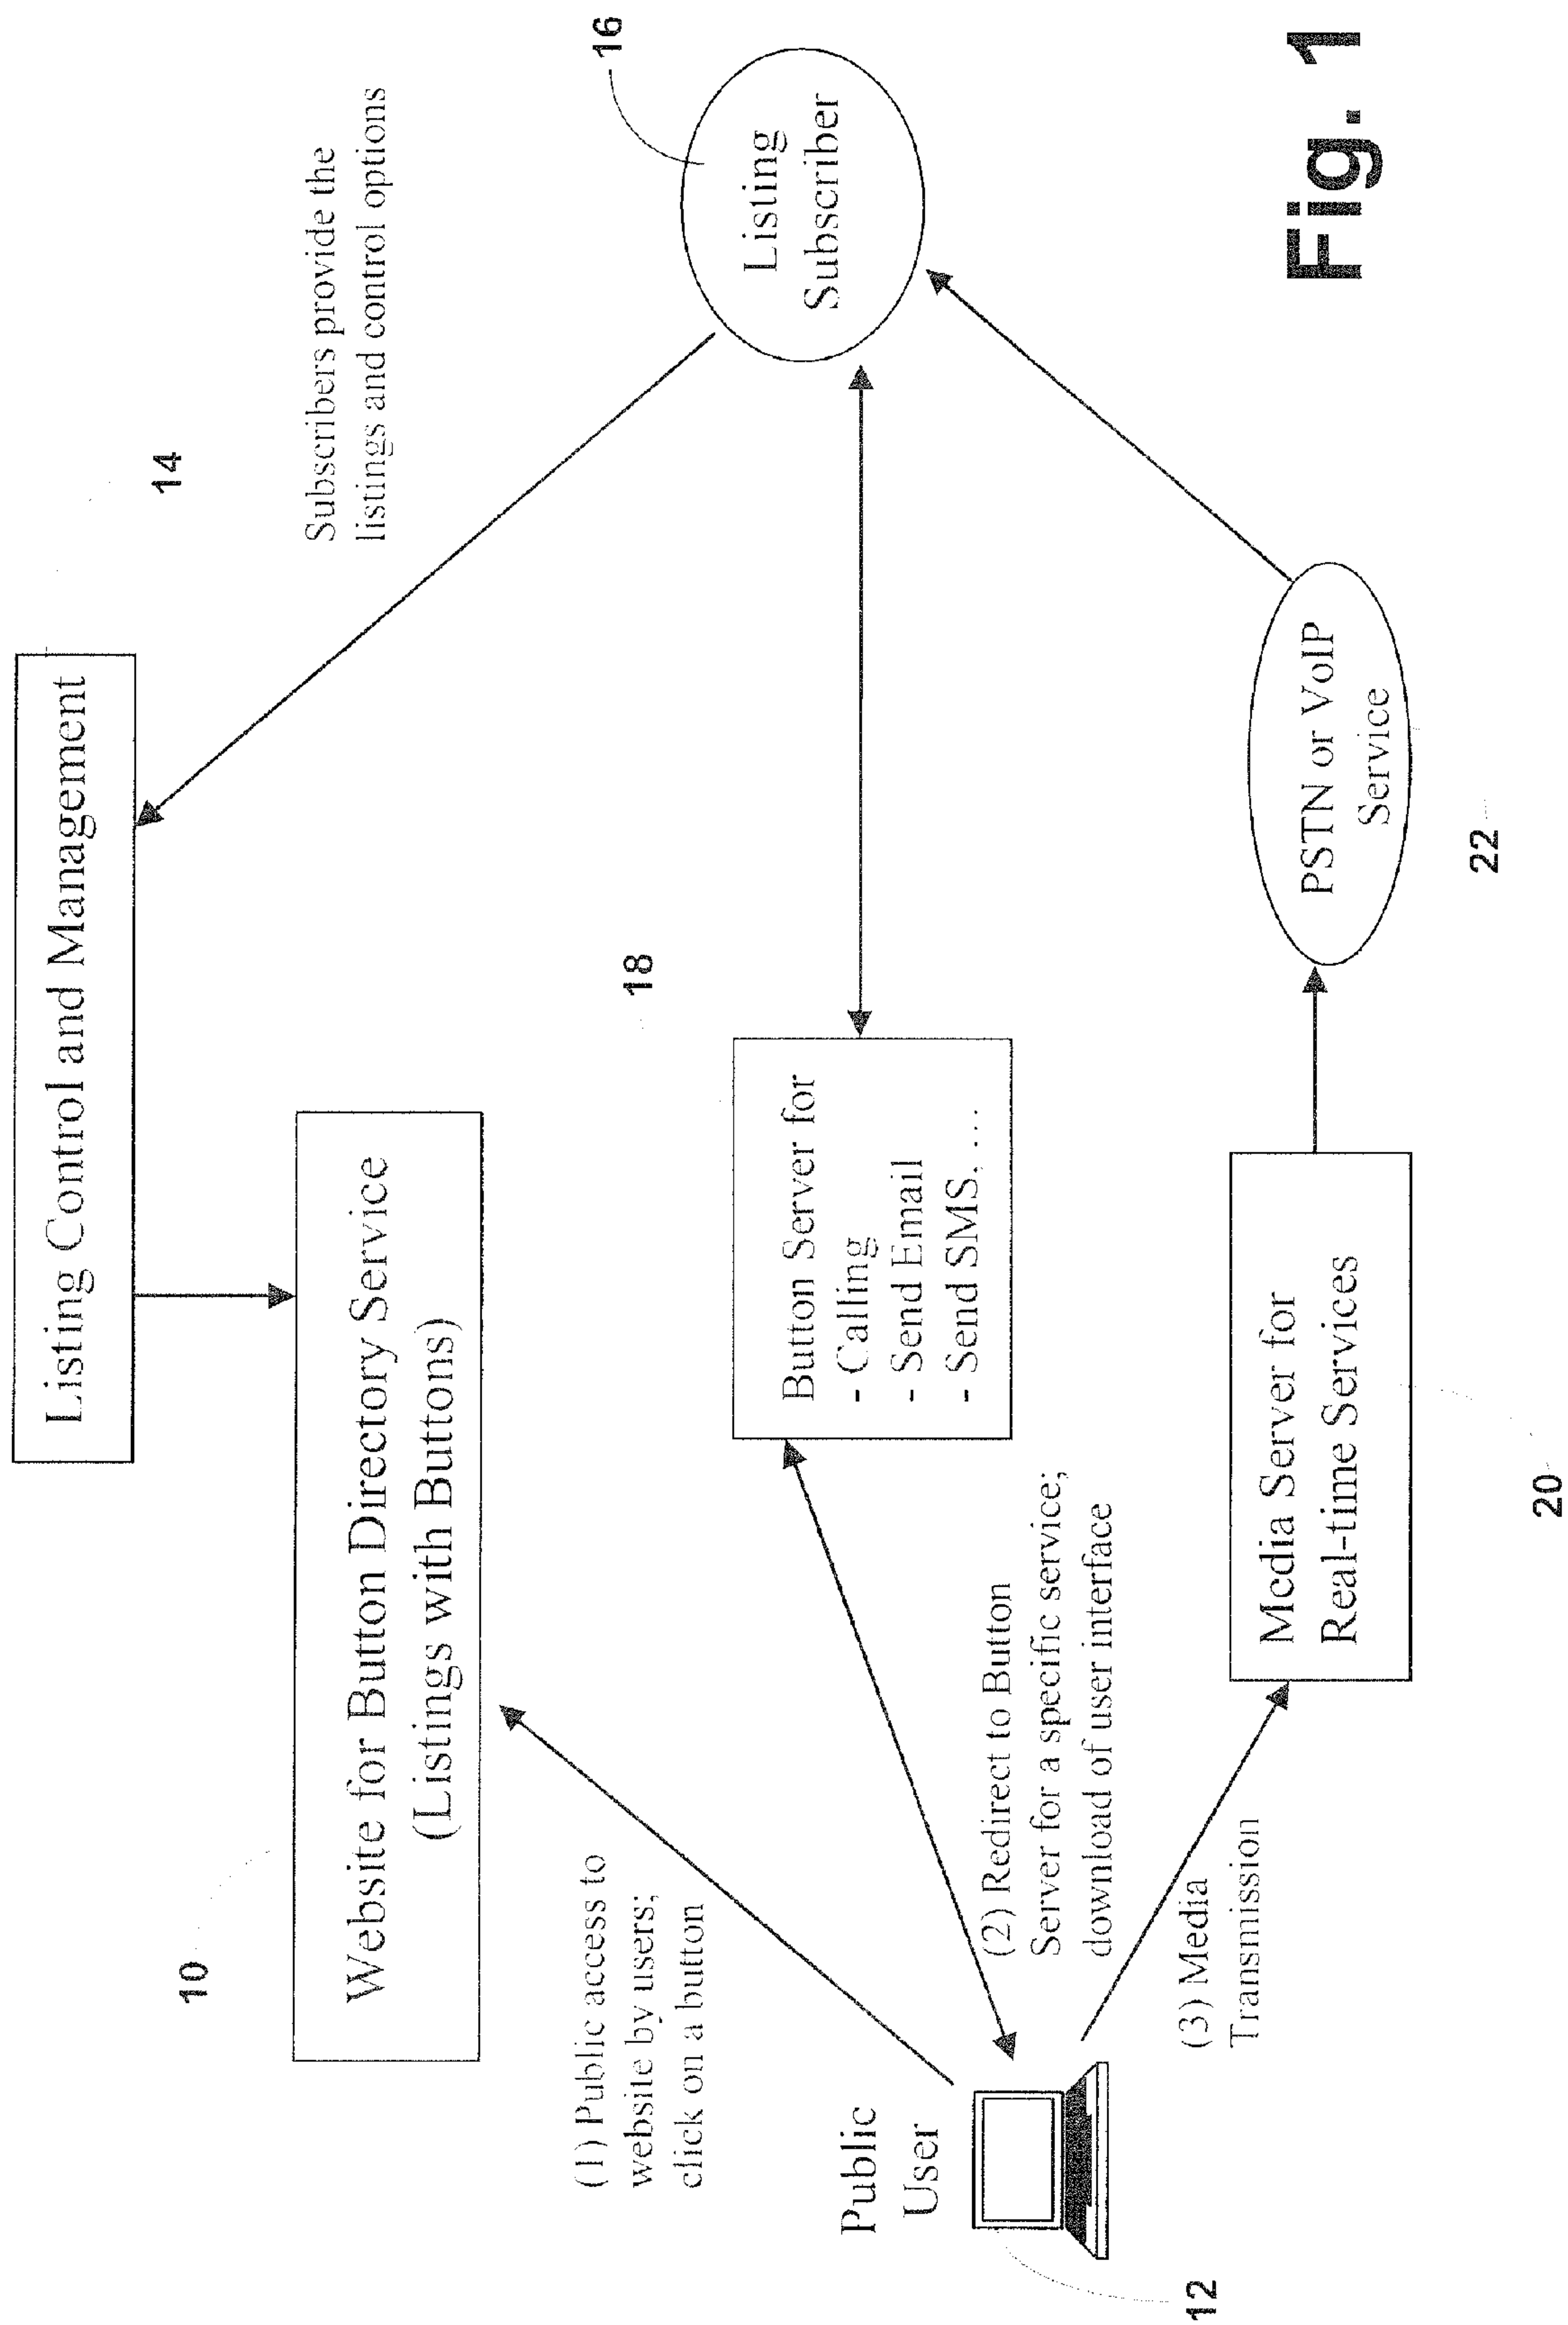 14
Listing Control and Management
Subscribers provide the
listings and control options
10
Website for Button Directory Service
(Listings with Buttons)
16
Listing
Subscriber
(1) Public access to
website by users;
click on a button
18
Button Server for
- Calling
- Send Email
- Send SMS, …
Public
User
12
(2) Redirect to Button
Server for a specific service;
download of user interface
(3) Media
Transmission
Media Server for
Real-time Services
20
PSTN or VoIP
Service
22
Fig. 1